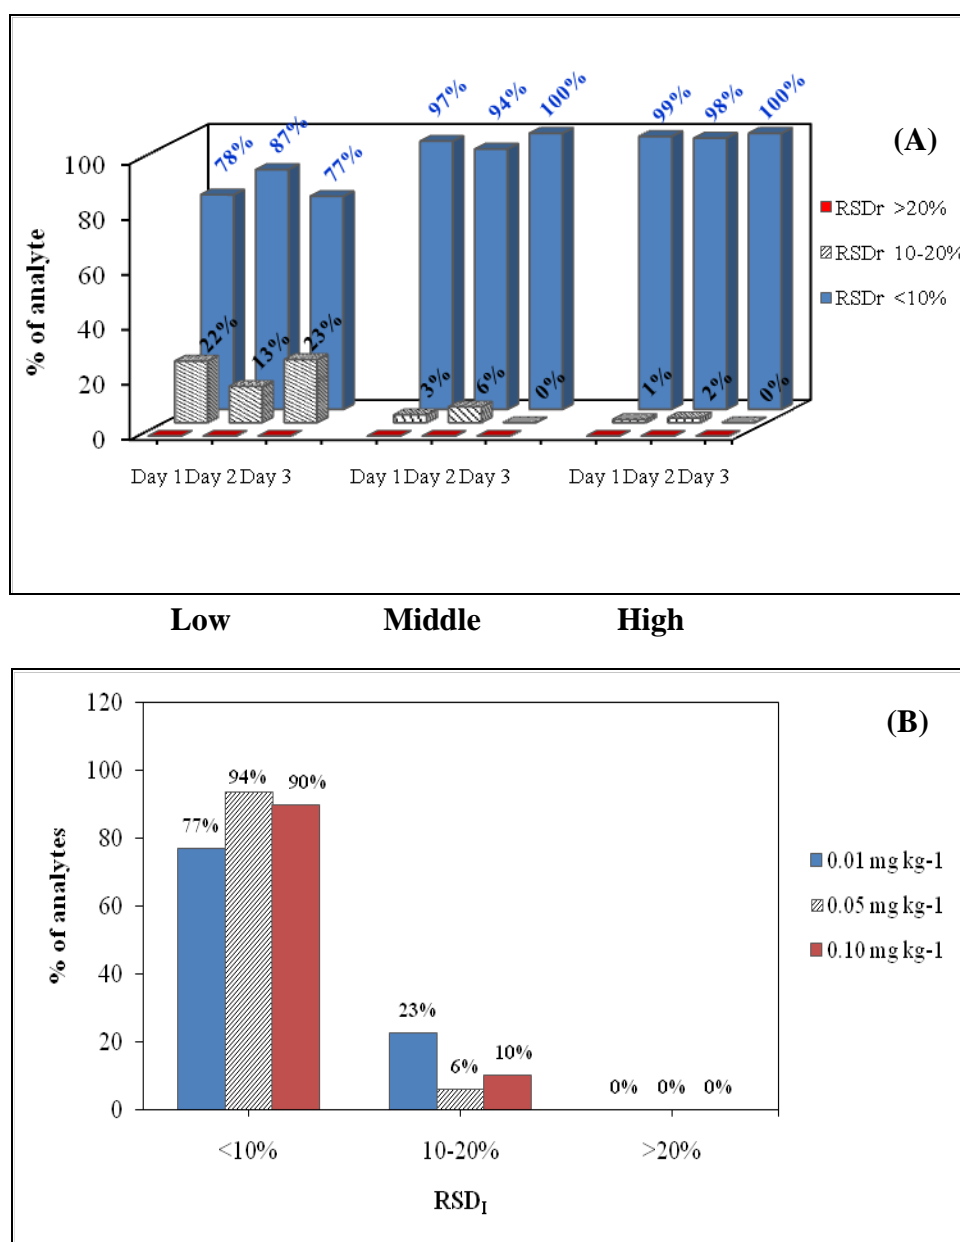 97%
94%
100%
99%
98%
100%
78%
87%
77%
(A)
100
80
60
40
20
0
% of analyte
22%
13%
23%
3%
6%
0%
1%
2%
0%
RSDr >20%
RSDr 10-20%
RSDr <10%
Day 1 Day 2 Day 3
Day 1 Day 2 Day 3
Day 1 Day 2 Day 3
Low Middle High
(B)
120
100
80
60
40
20
0
% of analytes
77%
94%
90%
23%
6%
10%
0% 0% 0%
0.01 mg kg-1
0.05 mg kg-1
0.10 mg kg-1
<10% 10-20% >20%
RSDI